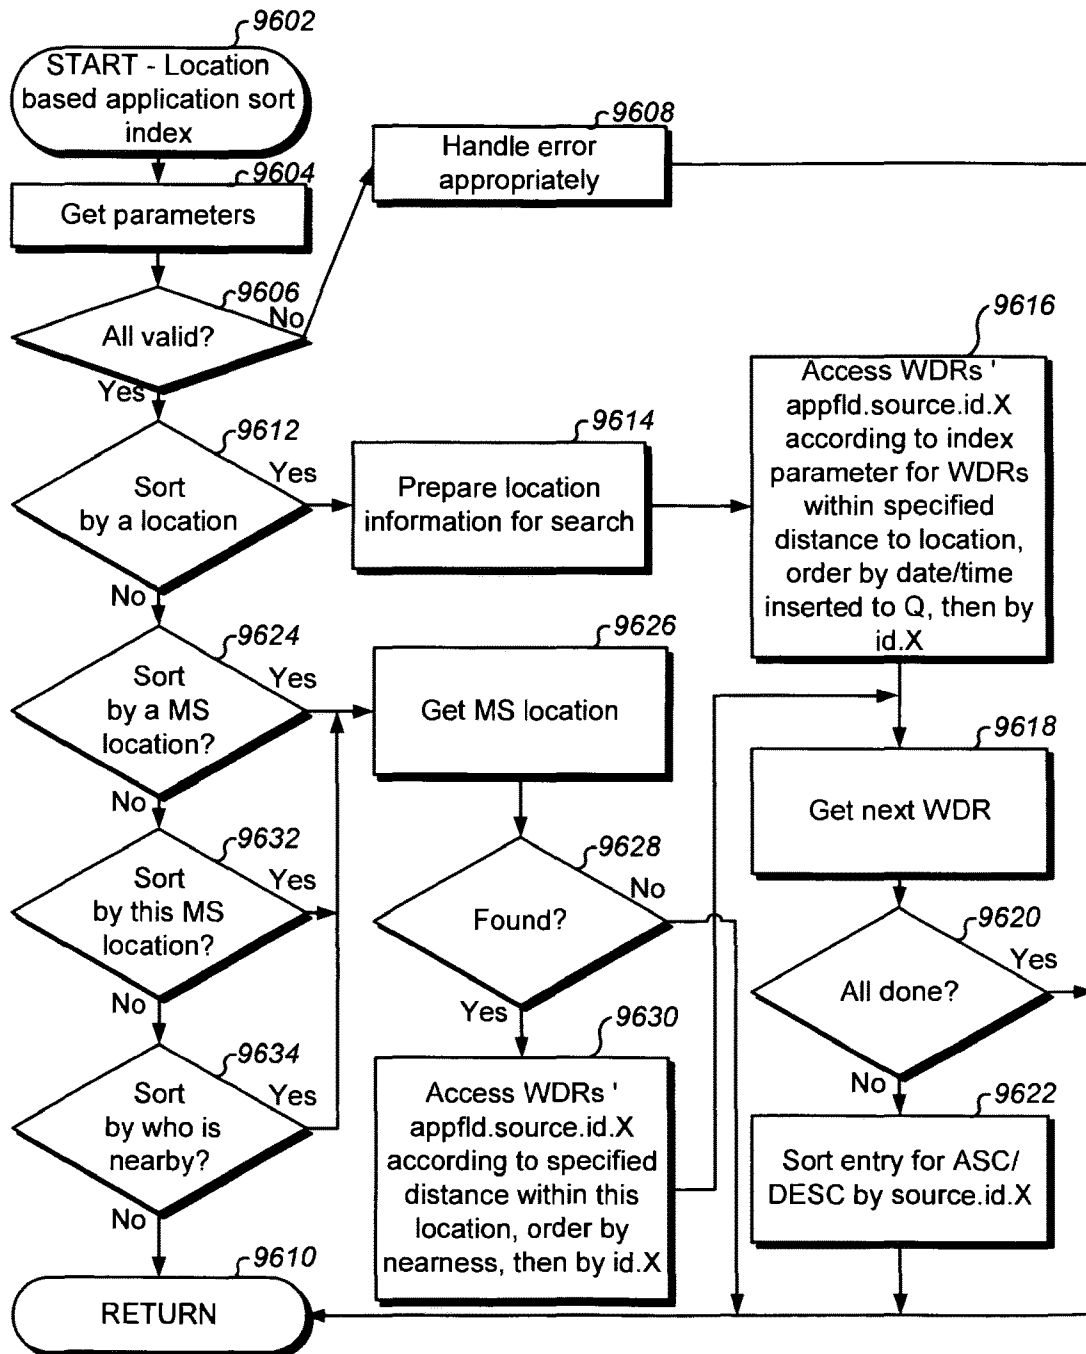 9602
START - Location
based application sort
index
9604
Get parameters
9606
All valid?
No
Yes
9608
Handle error
appropriately
9612
Sort
by a location
Yes
No
9614
Prepare location
information for search
9616
Access WDRs '
appfld.source.id.X
according to index
parameter for WDRs
within specified
distance to location,
order by date/time
inserted to Q, then by
id.X
9618
Get next WDR
9620
All done?
Yes
No
9622
Sort entry for ASC/
DESC by source.id.X
9624
Sort
by a MS
location?
Yes
No
9626
Get MS location
9628
Found?
No
Yes
9630
Access WDRs '
appfld.source.id.X
according to specified
distance within this
location, order by
nearness, then by id.X
9632
Sort
by this MS
location?
Yes
No
9634
Sort
by who is
nearby?
Yes
No
9610
RETURN